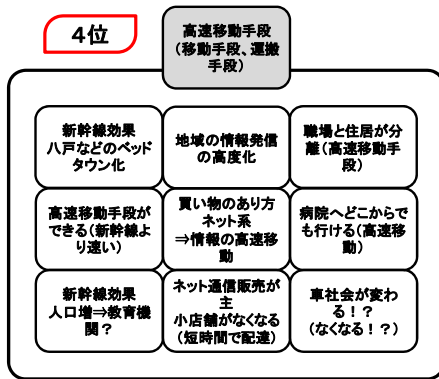 4位
高速移動手段
(移動手段、運搬
手段)
新幹線効果
八戸などのベッド
タウン化
地域の情報発信
の高度化
職場と住居が分
離(高速移動手
段)
高速移動手段が
できる(新幹線よ
り速い)
買い物のあり方
ネット系
⇒情報の高速移
動
病院へどこからで
も行ける(高速移
動)
新幹線効果
人口増⇒教育機
関?
ネット通信販売が
主
小店舗がなくなる
(短時間で配達)
車社会が変わ
る!?
(なくなる!?)